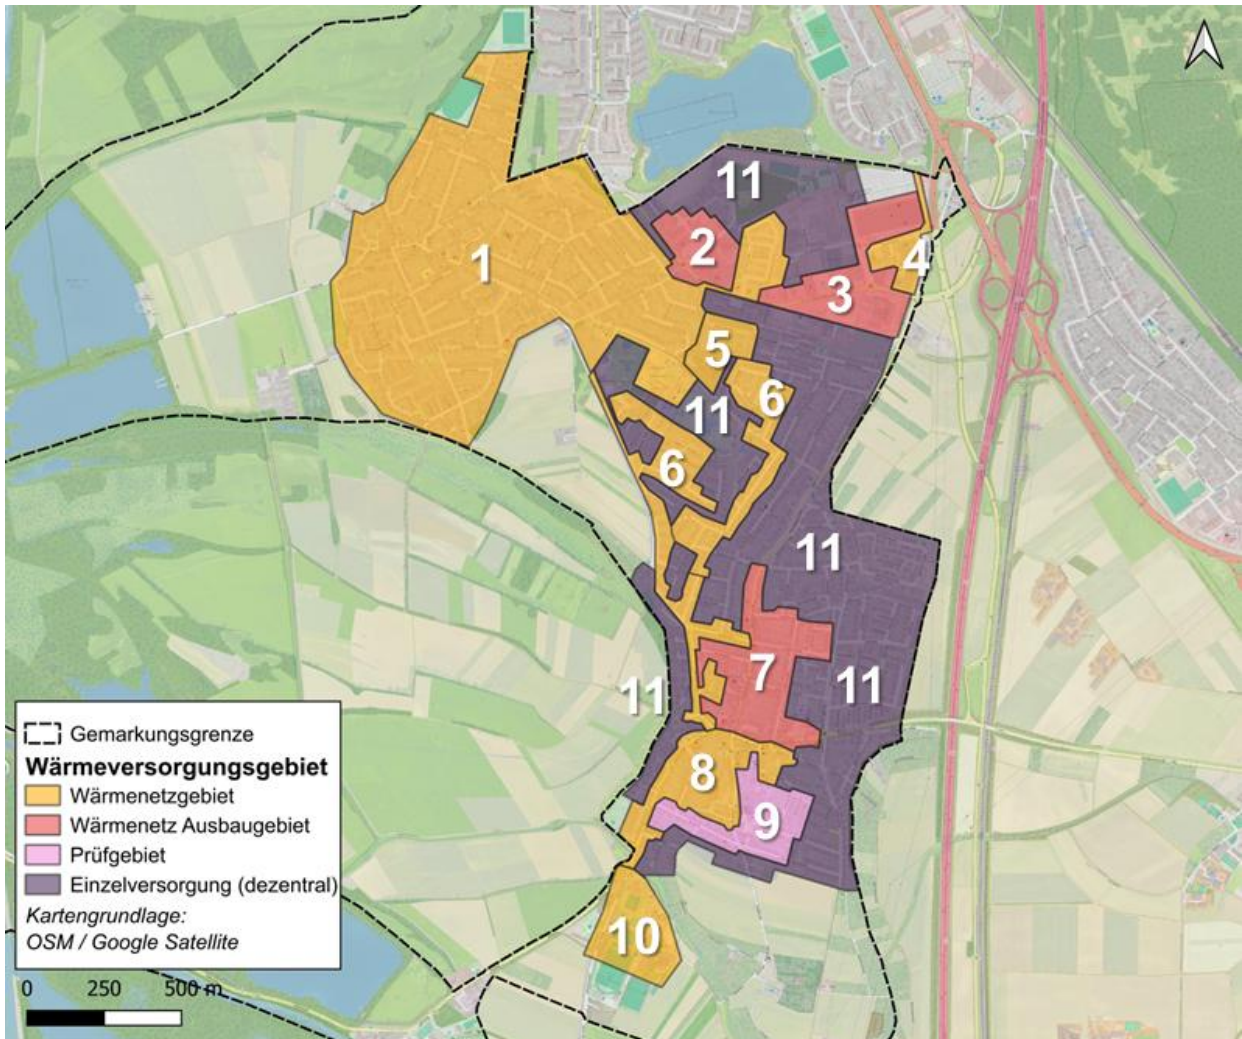 11
2
1
4
3
5
6
11
6
11
7
11
11
8
9
10
Gemarkungsgrenze
Wärmeversorgungsgebiet
Wärmenetzgebiet
Wärmenetz Ausbaugebiet
Prüfgebiet
Einzelversorgung (dezentral)
Kartengrundlage:
OSM / Google Satellite
0 250 500 m